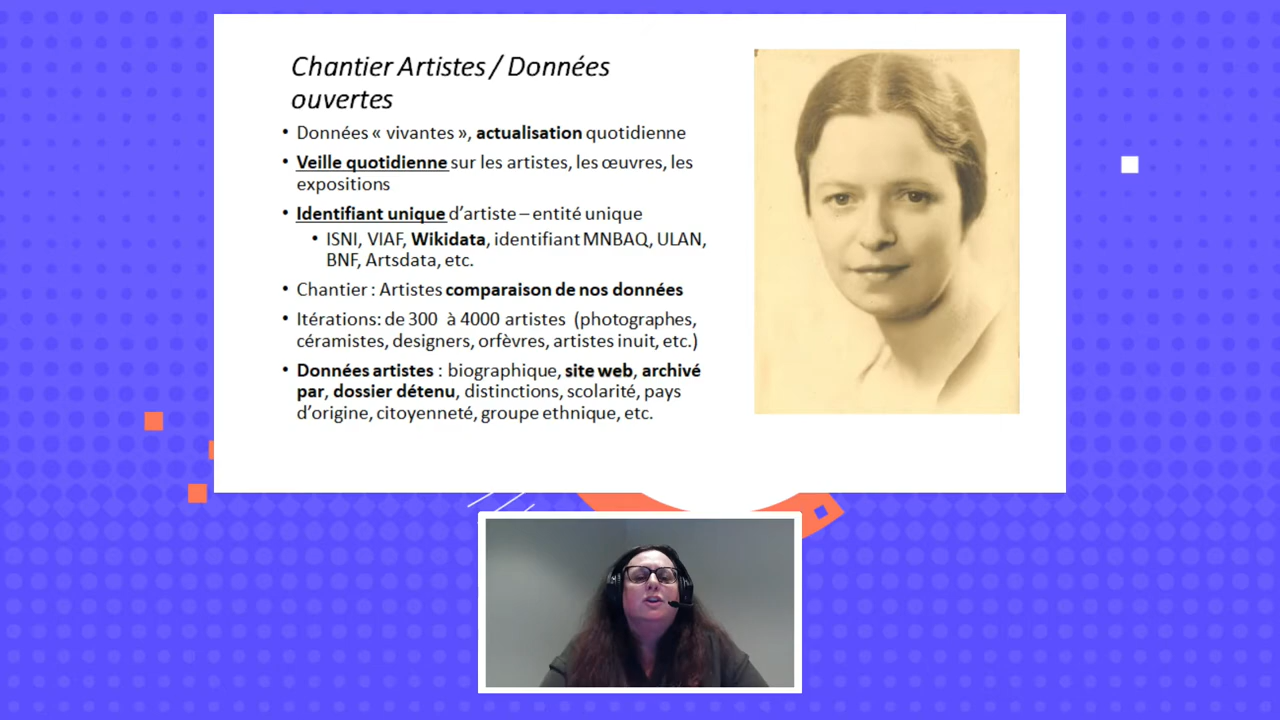 Chantier Artistes / Données
ouvertes
• Données « vivantes », actualisation quotidienne
• Veille quotidienne sur les artistes, les œuvres, les
expositions
• Identifiant unique d’artiste – entité unique
• ISNI, VIAF, Wikidata, identifiant MNBAQ, ULAN,
BNF, Artsdata, etc.
• Chantier : Artistes comparaison de nos données
• Itérations: de 300 à 4000 artistes (photographes,
céramistes, designers, orfèvres, artistes inuit, etc.)
• Données artistes : biographique, site web, archivé
par, dossier détenu, distinctions, scolarité, pays
d’origine, citoyenneté, groupe ethnique, etc.